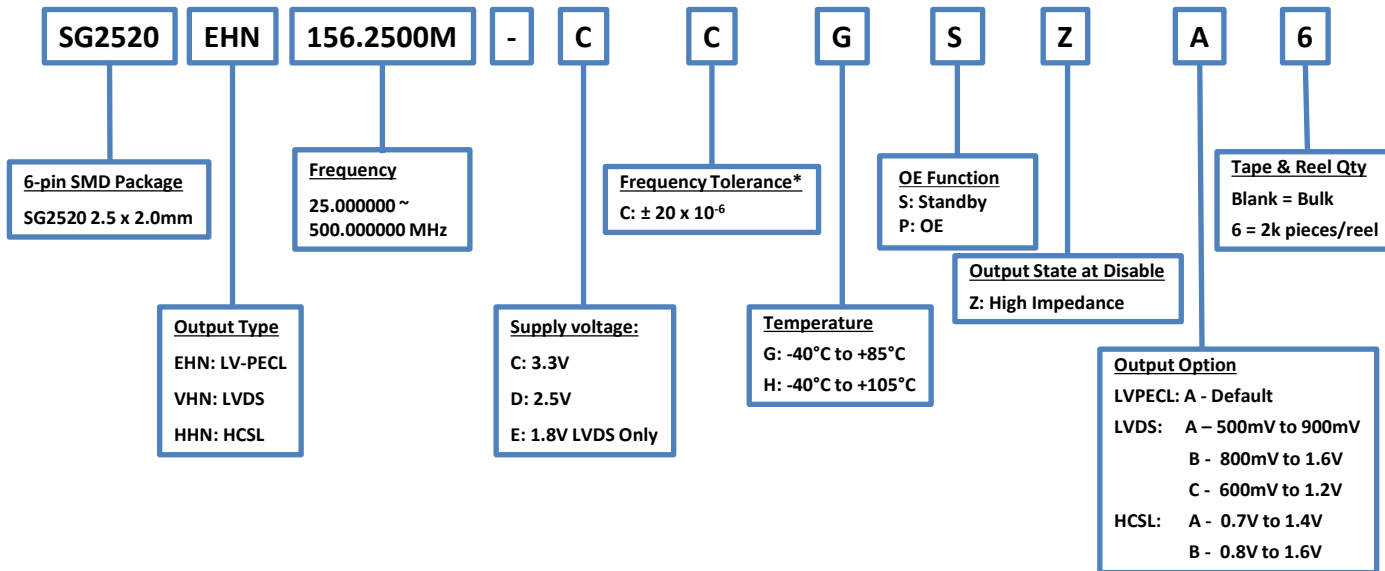 SG2520 EHN 156.2500M - C C G S Z A 6
6-pin SMD Package
SG2520 2.5 x 2.0mm
Frequency
25.000000 ~
500.000000 MHz
Frequency Tolerance*
C: ± 20 x 10⁻⁶
OE Function
S: Standby
P: OE
Tape & Reel Qty
Blank = Bulk
6 = 2k pieces/reel
Output State at Disable
Z: High Impedance
Output Type
EHN: LV-PECL
VHN: LVDS
HHN: HCSL
Supply voltage:
C: 3.3V
D: 2.5V
E: 1.8V LVDS Only
Temperature
G: -40°C to +85°C
H: -40°C to +105°C
Output Option
LVPECL: A - Default
LVDS: A – 500mV to 900mV
B - 800mV to 1.6V
C - 600mV to 1.2V
HCSL: A - 0.7V to 1.4V
B - 0.8V to 1.6V